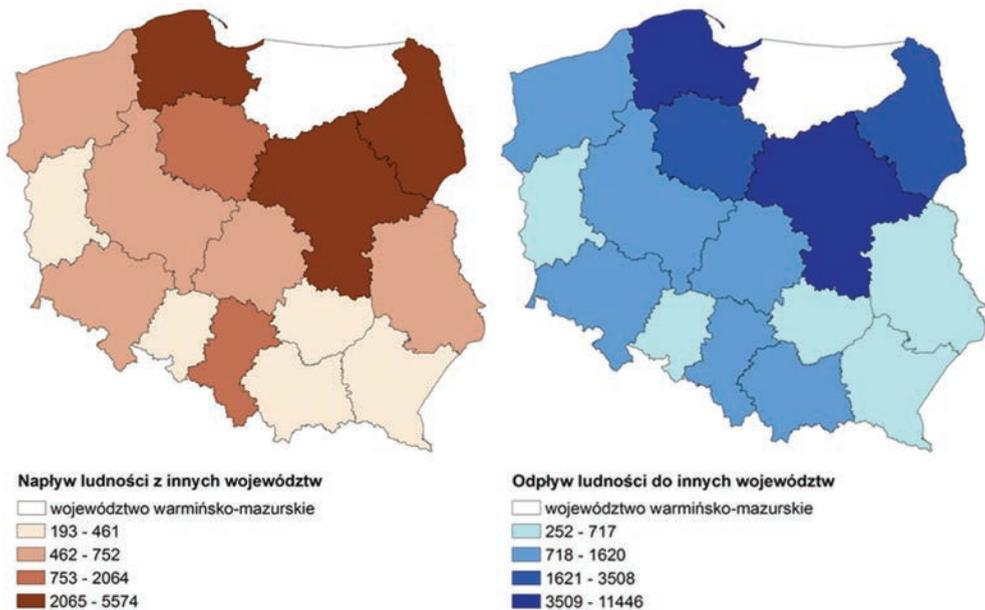 Napływ ludności z innych województw
województwo warmińsko-mazurskie
193 - 461
462 - 752
753 - 2064
2065 - 5574
Odpływ ludności do innych województw
województwo warmińsko-mazurskie
252 - 717
718 - 1620
1621 - 3508
3509 - 11446